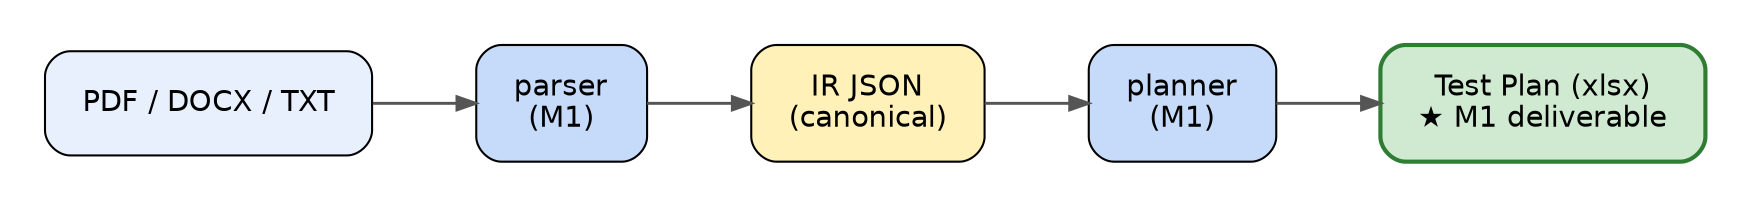 PDF / DOCX / TXT
parser
(M1)
IR JSON
(canonical)
planner
(M1)
Test Plan (xlsx)
★ M1 deliverable